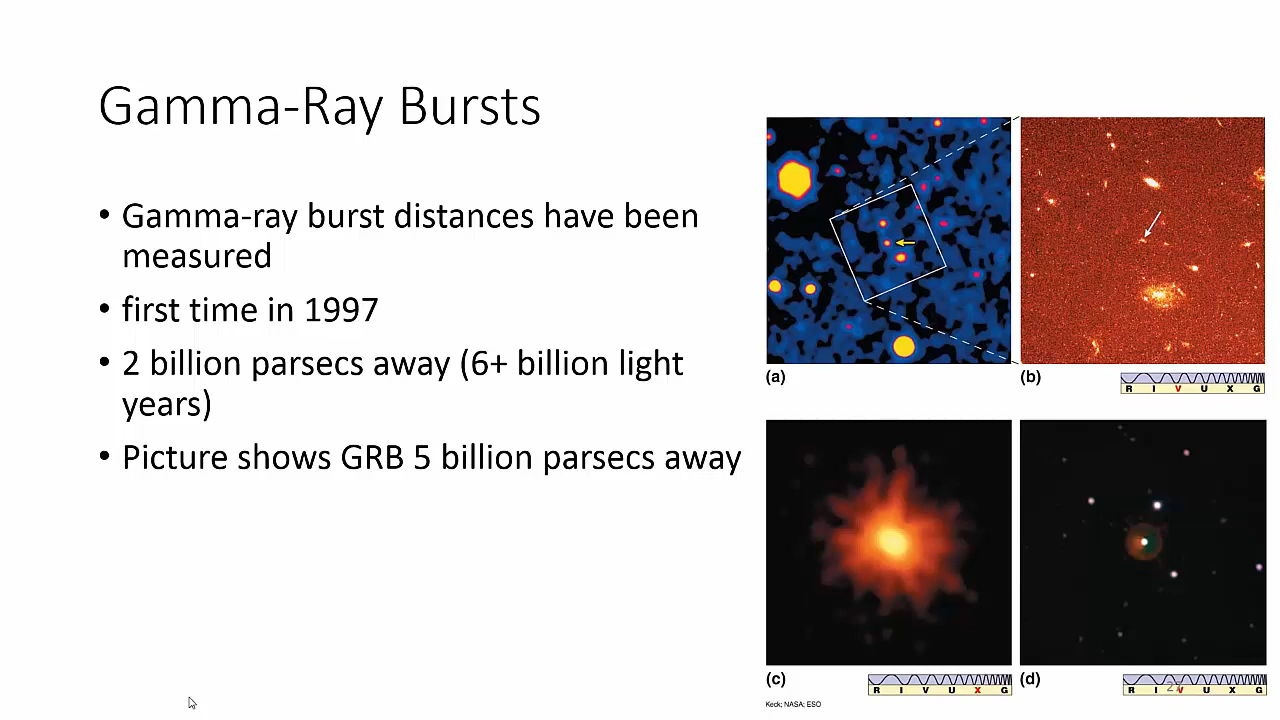 Gamma-Ray Bursts
• Gamma-ray burst distances have been
measured
• first time in 1997
• 2 billion parsecs away (6+ billion light
years)
• Picture shows GRB 5 billion parsecs away
(a)
(b)
R I V U X G
(c)
R I V U X G
(d)
R I V U X G
27
Keck; NASA; ESO